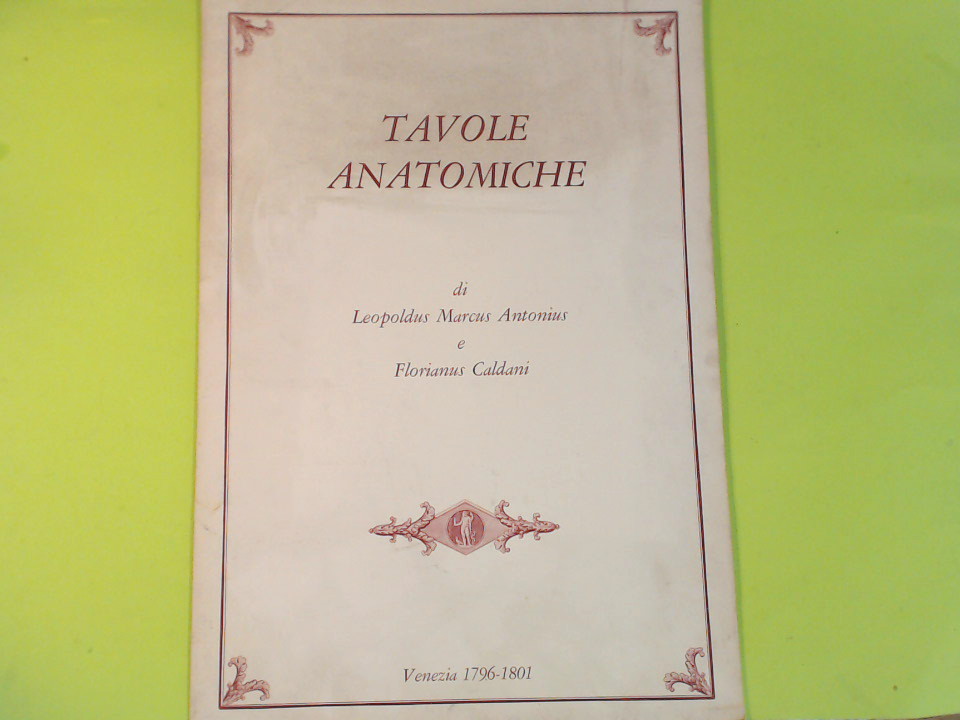 TAVOLE
ANATOMICHE
di
Leopoldus Marcus Antonius
e
Florianus Caldani
Venezia 1796-1801